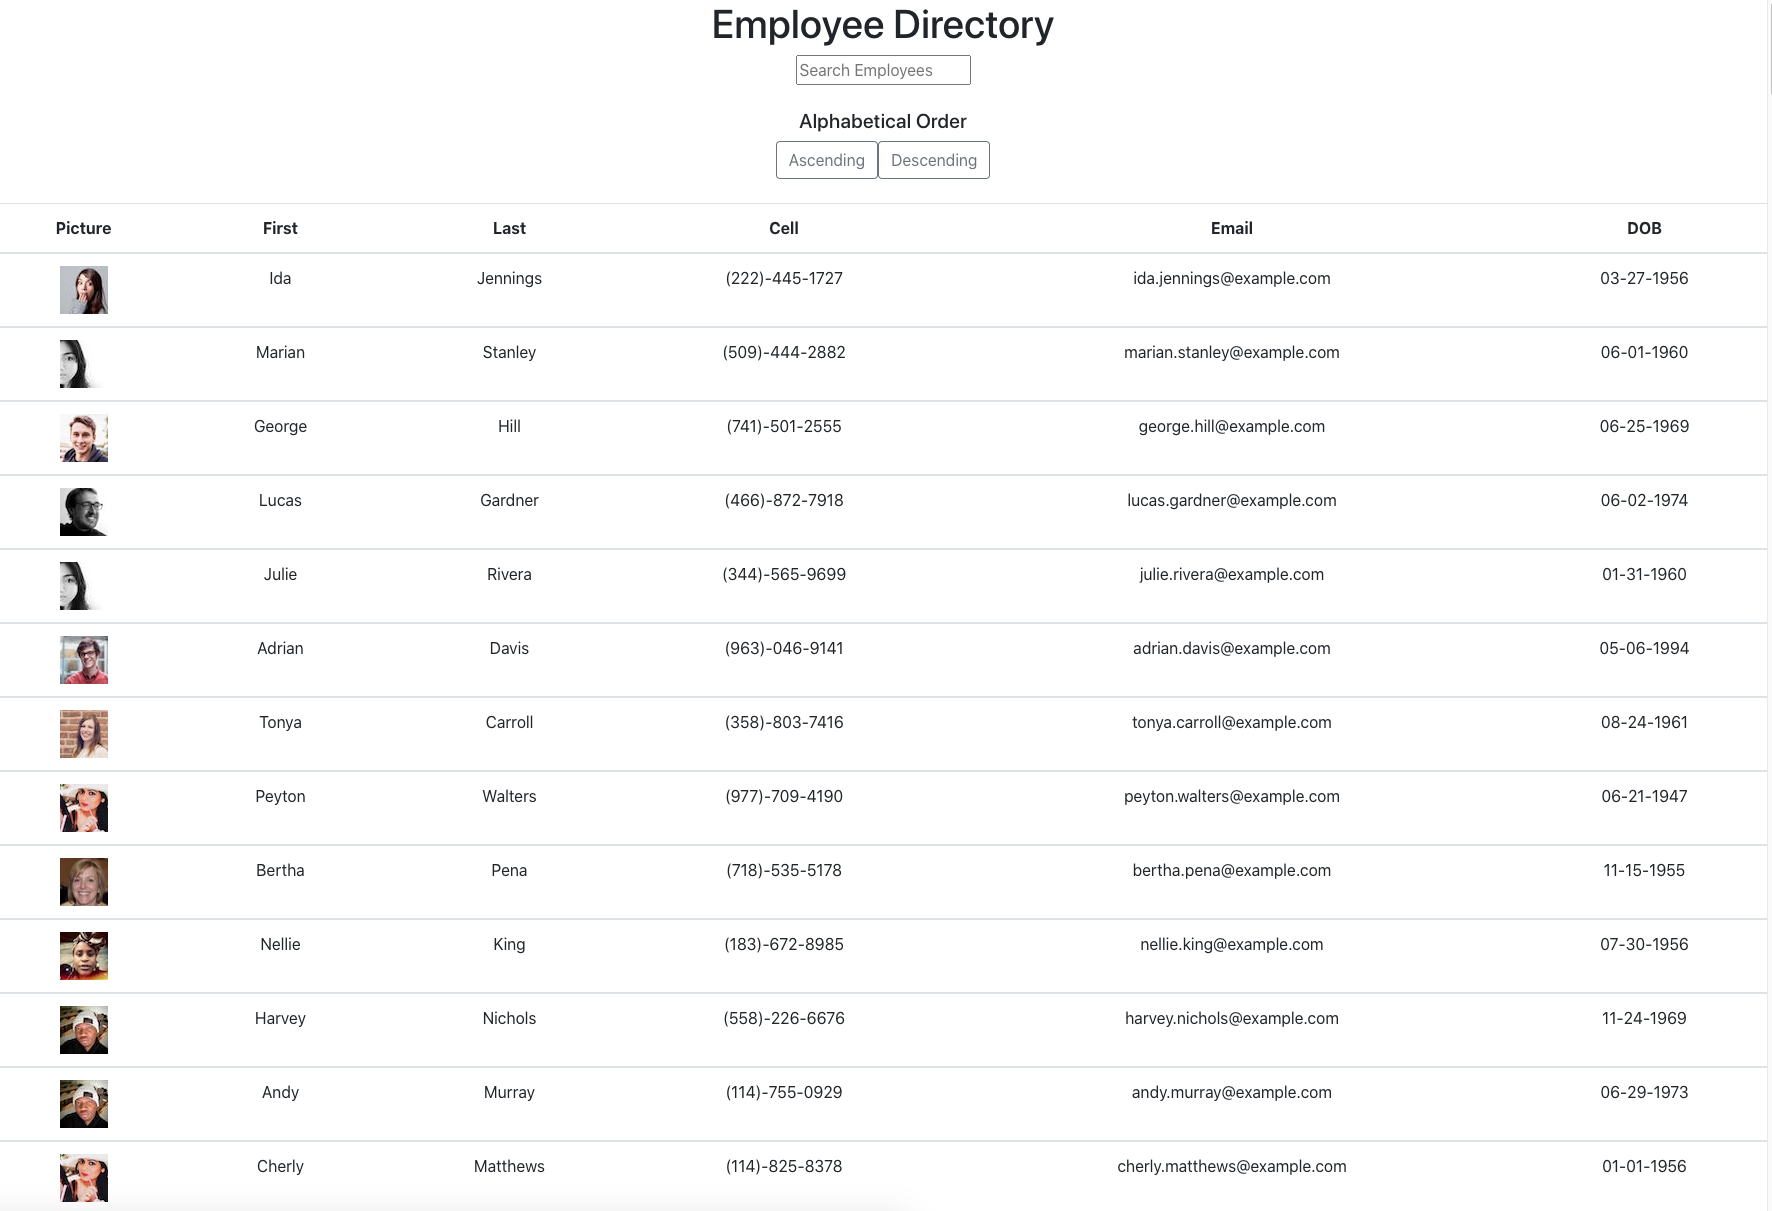 Employee Directory
Search Employees
Alphabetical Order
Ascending Descending
Picture First Last Cell Email DOB
Ida Jennings (222)-445-1727 ida.jennings@example.com 03-27-1956
Marian Stanley (509)-444-2882 marian.stanley@example.com 06-01-1960
George Hill (741)-501-2555 george.hill@example.com 06-25-1969
Lucas Gardner (466)-872-7918 lucas.gardner@example.com 06-02-1974
Julie Rivera (344)-565-9699 julie.rivera@example.com 01-31-1960
Adrian Davis (963)-046-9141 adrian.davis@example.com 05-06-1994
Tonya Carroll (358)-803-7416 tonya.carroll@example.com 08-24-1961
Peyton Walters (977)-709-4190 peyton.walters@example.com 06-21-1947
Bertha Pena (718)-535-5178 bertha.pena@example.com 11-15-1955
Nellie King (183)-672-8985 nellie.king@example.com 07-30-1956
Harvey Nichols (558)-226-6676 harvey.nichols@example.com 11-24-1969
Andy Murray (114)-755-0929 andy.murray@example.com 06-29-1973
Cherly Matthews (114)-825-8378 cherly.matthews@example.com 01-01-1956